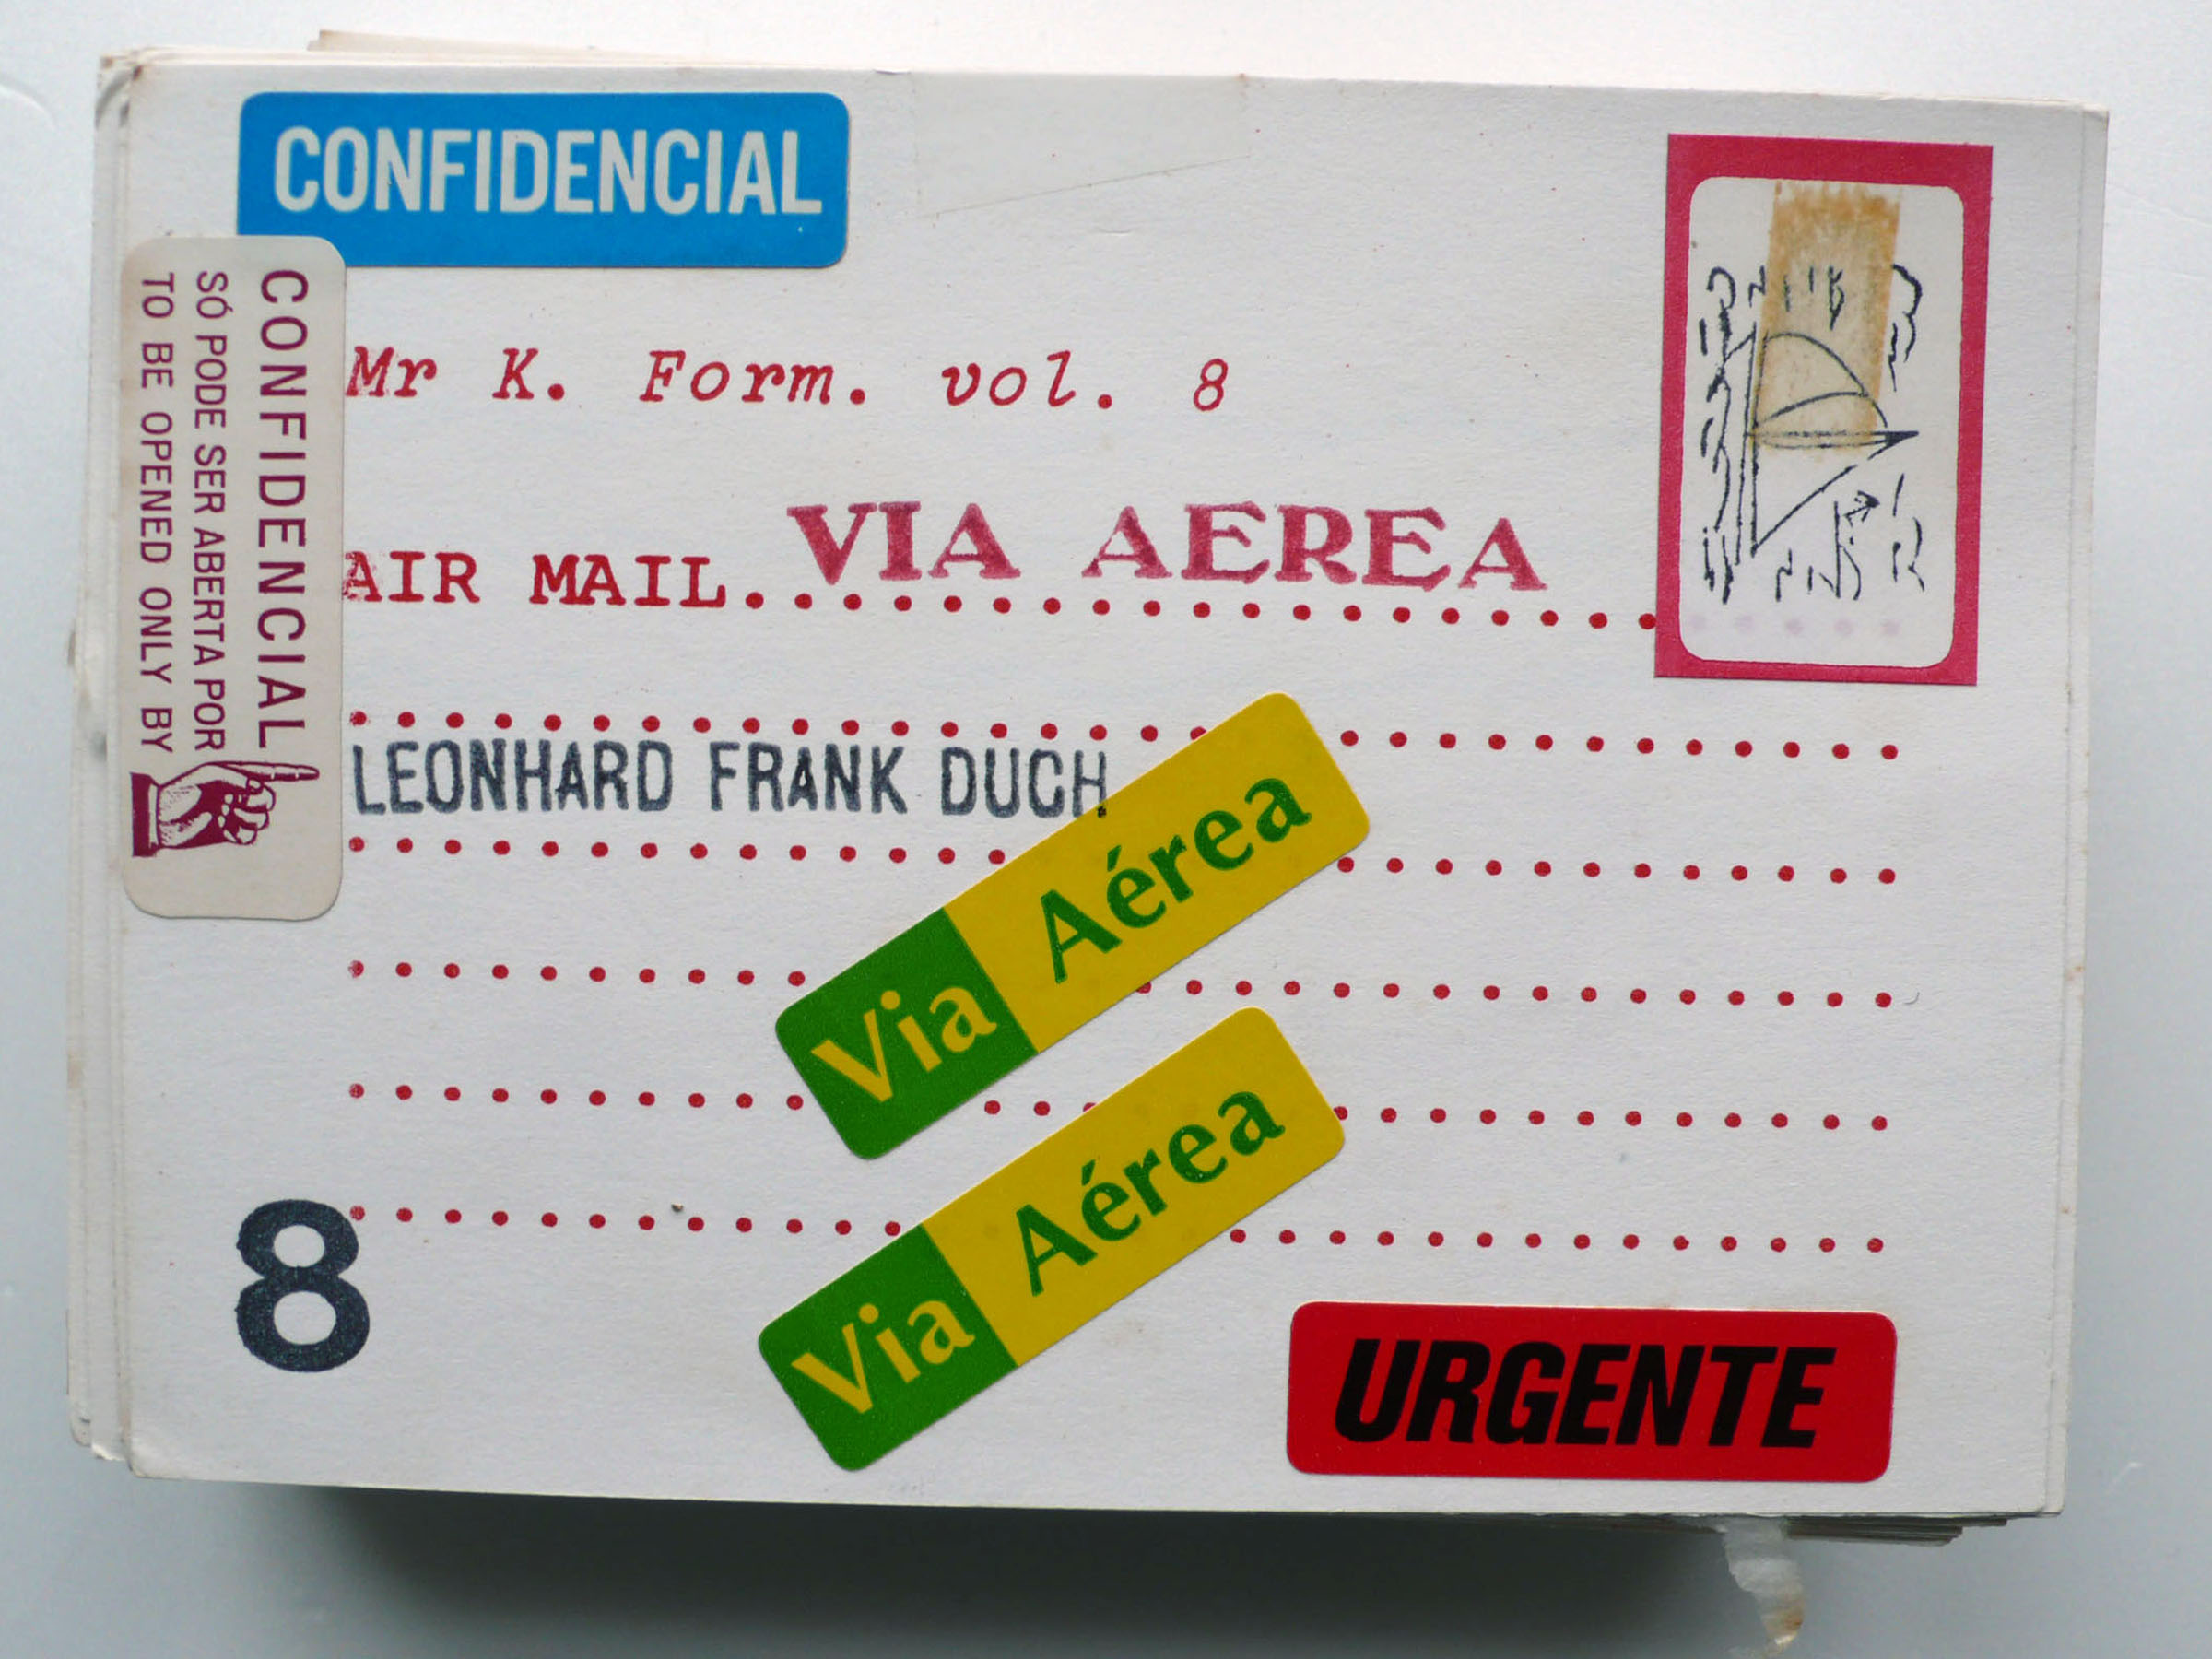 CONFIDENCIAL
CONFIDENCIAL
SÓ PODE SER ABERTA POR
TO BE OPENED ONLY BY
Mr K. Form. vol. 8
VIA AEREA
AIR MAIL
LEONHARD FRANK DUCH
Via Aérea
Via Aérea
8
URGENTE